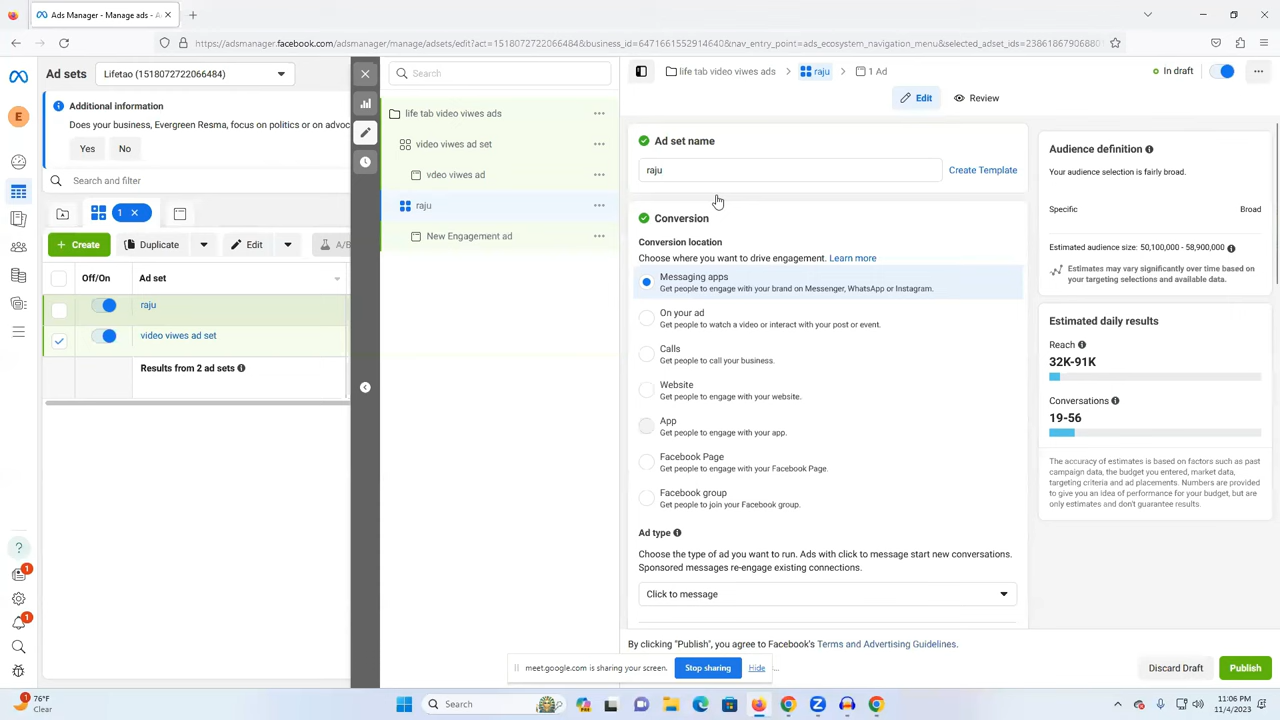 Ads Manager - Manage ads - A
https://adsmanager.facebook.com/adsmanager/manage/adsets/edit?act=1518072722066484&business_id=647166155291464​0&nav_entry_point=ads_ecosystem_navigation_menu&selected_adset_ids=23861867906880
Ad sets
Lifetao (1518072722066484)
Additional information
Does your business, Evergreen Resma, focus on politics or on advoc
Yes
No
E
Search and filter
1
Create
Duplicate
Edit
A/B
Off/On
Ad set
raju
video viwes ad set
Results from 2 ad sets
Search
life tab video viwes ads
video viwes ad set
vdeo viwes ad
raju
New Engagement ad
life tab video viwes ads
raju
1 Ad
In draft
Edit
Review
Ad set name
raju
Create Template
Conversion
Conversion location
Choose where you want to drive engagement. Learn more
Messaging apps
Get people to engage with your brand on Messenger, WhatsApp or Instagram.
On your ad
Get people to watch a video or interact with your post or event.
Calls
Get people to call your business.
Website
Get people to engage with your website.
App
Get people to engage with your app.
Facebook Page
Get people to engage with your Facebook Page.
Facebook group
Get people to join your Facebook group.
Ad type
Choose the type of ad you want to run. Ads with click to message start new conversations.
Sponsored messages re-engage existing connections.
Click to message
Audience definition
Your audience selection is fairly broad.
Specific
Broad
Estimated audience size: 50,100,000 - 58,900,000
Estimates may vary significantly over time based on
your targeting selections and available data.
Estimated daily results
Reach
32K-91K
Conversations
19-56
The accuracy of estimates is based on factors such as past
campaign data, the budget you entered, market data,
targeting criteria and ad placements. Numbers are provided
to give you an idea of performance for your budget, but are
only estimates and don't guarantee results.
By clicking "Publish", you agree to Facebook's Terms and Advertising Guidelines.
meet.google.com is sharing your screen.
Stop sharing
Hide
Discard Draft
Publish
1
1
1
76°F
Clear
Search
11:06 PM
11/4/2023